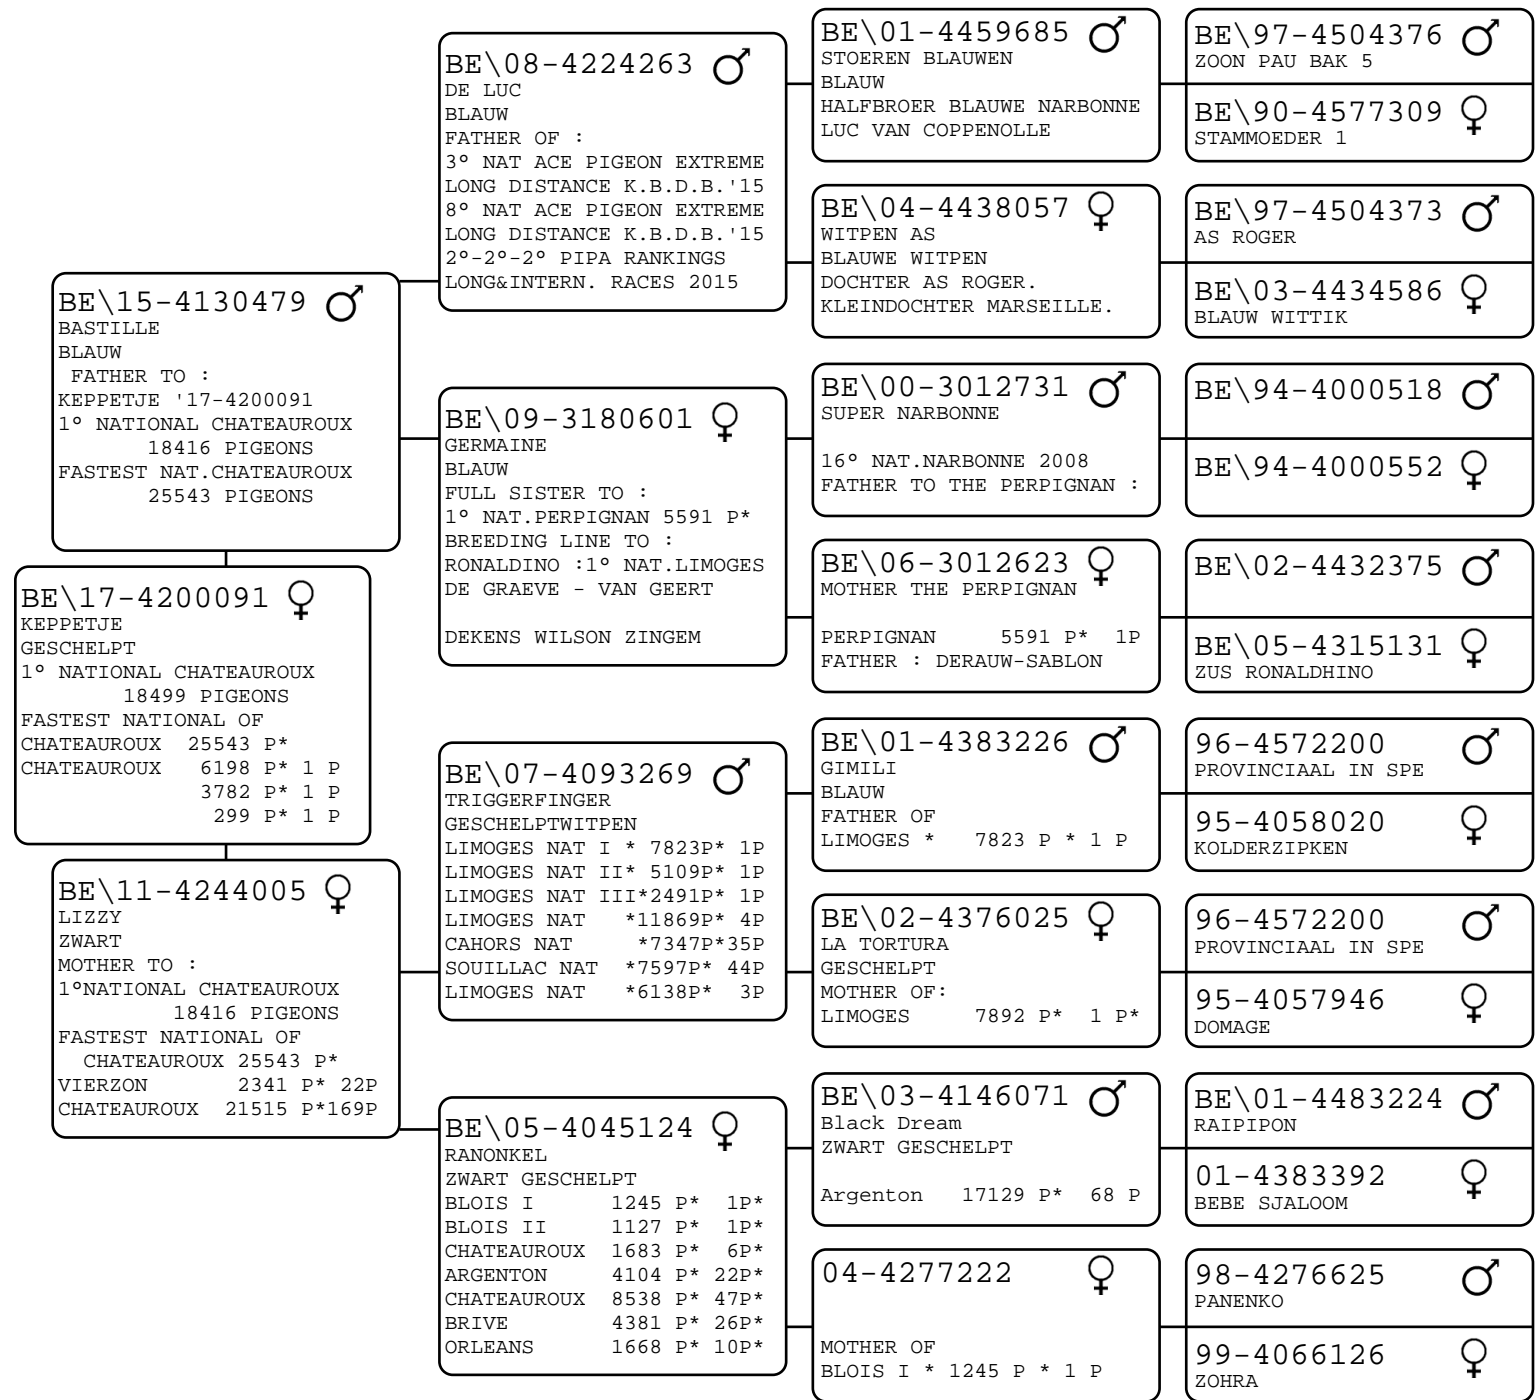 BE\15-4130479
BASTILLE
BLAUW
FATHER TO :
KEPPETJE '17-4200091
1° NATIONAL CHATEAUROUX
18416 PIGEONS
FASTEST NAT.CHATEAUROUX
25543 PIGEONS
BE\17-4200091
KEPPETJE
GESCHELPT
1° NATIONAL CHATEAUROUX
18499 PIGEONS
FASTEST NATIONAL OF
CHATEAUROUX 25543 P*
CHATEAUROUX 6198 P* 1 P
3782 P* 1 P
299 P* 1 P
BE\11-4244005
LIZZY
ZWART
MOTHER TO :
1°NATIONAL CHATEAUROUX
18416 PIGEONS
FASTEST NATIONAL OF
CHATEAUROUX 25543 P*
VIERZON 2341 P* 22P
CHATEAUROUX 21515 P*169P
BE\08-4224263
DE LUC
BLAUW
FATHER OF :
3° NAT ACE PIGEON EXTREME
LONG DISTANCE K.B.D.B.'15
8° NAT ACE PIGEON EXTREME
LONG DISTANCE K.B.D.B.'15
2°-2°-2° PIPA RANKINGS
LONG&INTERN. RACES 2015
BE\09-3180601
GERMAINE
BLAUW
FULL SISTER TO :
1° NAT.PERPIGNAN 5591 P*
BREEDING LINE TO :
RONALDINO :1° NAT.LIMOGES
DE GRAEVE - VAN GEERT
DEKENS WILSON ZINGEM
BE\07-4093269
TRIGGERFINGER
GESCHELPTWITPEN
LIMOGES NAT I * 7823P* 1P
LIMOGES NAT II* 5109P* 1P
LIMOGES NAT III*2491P* 1P
LIMOGES NAT *11869P* 4P
CAHORS NAT *7347P*35P
SOUILLAC NAT *7597P* 44P
LIMOGES NAT *6138P* 3P
BE\05-4045124
RANONKEL
ZWART GESCHELPT
BLOIS I 1245 P* 1P*
BLOIS II 1127 P* 1P*
CHATEAUROUX 1683 P* 6P*
ARGENTON 4104 P* 22P*
CHATEAUROUX 8538 P* 47P*
BRIVE 4381 P* 26P*
ORLEANS 1668 P* 10P*
BE\01-4459685
STOEREN BLAUWEN
BLAUW
HALFBROER BLAUWE NARBONNE
LUC VAN COPPENOLLE
BE\04-4438057
WITPEN AS
BLAUWE WITPEN
DOCHTER AS ROGER.
KLEINDOCHTER MARSEILLE.
BE\00-3012731
SUPER NARBONNE
16° NAT.NARBONNE 2008
FATHER TO THE PERPIGNAN :
BE\06-3012623
MOTHER THE PERPIGNAN
PERPIGNAN 5591 P* 1P
FATHER : DERAUW-SABLON
BE\01-4383226
GIMILI
BLAUW
FATHER OF
LIMOGES * 7823 P * 1 P
BE\02-4376025
LA TORTURA
GESCHELPT
MOTHER OF:
LIMOGES 7892 P* 1 P*
BE\03-4146071
Black Dream
ZWART GESCHELPT
Argenton 17129 P* 68 P
04-4277222
MOTHER OF
BLOIS I * 1245 P * 1 P
BE\97-4504376
ZOON PAU BAK 5
BE\90-4577309
STAMMOEDER 1
BE\97-4504373
AS ROGER
BE\03-4434586
BLAUW WITTIK
BE\94-4000518
BE\94-4000552
BE\02-4432375
BE\05-4315131
ZUS RONALDHINO
96-4572200
PROVINCIAAL IN SPE
95-4058020
KOLDERZIPKEN
96-4572200
PROVINCIAAL IN SPE
95-4057946
DOMAGE
BE\01-4483224
RAIPIPON
01-4383392
BEBE SJALOOM
98-4276625
PANENKO
99-4066126
ZOHRA